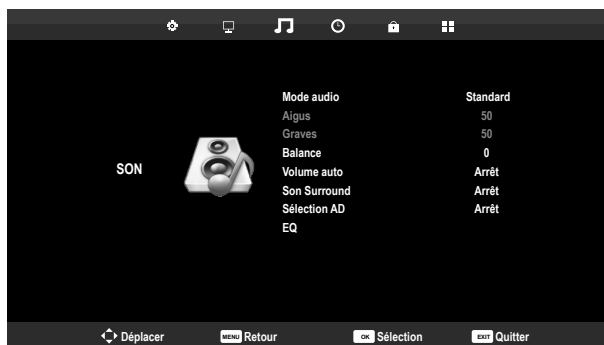 Mode audio Standard
Aigus 50
Graves 50
Balance 0
SON
Volume auto Arrêt
Son Surround Arrêt
Sélection AD Arrêt
EQ
Déplacer MENU Retour OK Sélection EXIT Quitter